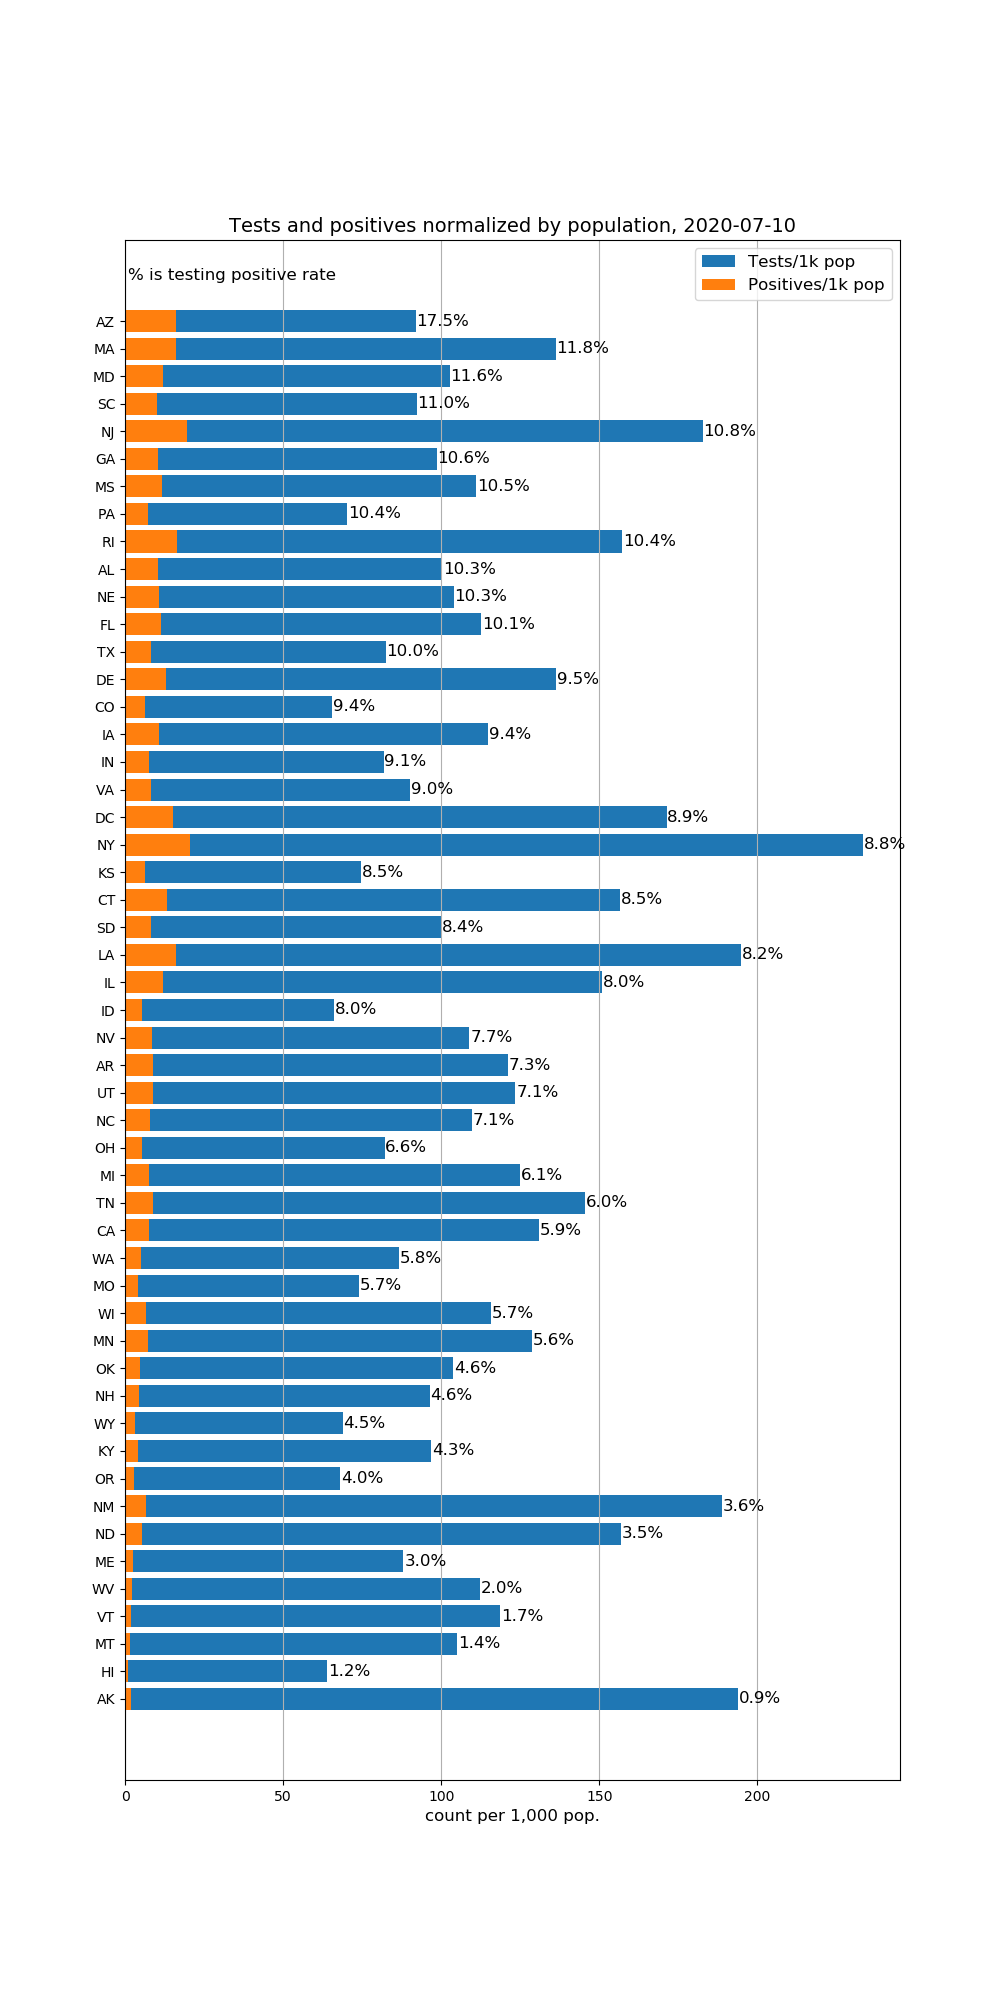 Tests and positives normalized by population, 2020-07-10
% is testing positive rate
Tests/1k pop
Positives/1k pop
AZ 17.5%
MA 11.8%
MD 11.6%
SC 11.0%
NJ 10.8%
GA 10.6%
MS 10.5%
PA 10.4%
RI 10.4%
AL 10.3%
NE 10.3%
FL 10.1%
TX 10.0%
DE 9.5%
CO 9.4%
IA 9.4%
IN 9.1%
VA 9.0%
DC 8.9%
NY 8.8%
KS 8.5%
CT 8.5%
SD 8.4%
LA 8.2%
IL 8.0%
ID 8.0%
NV 7.7%
AR 7.3%
UT 7.1%
NC 7.1%
OH 6.6%
MI 6.1%
TN 6.0%
CA 5.9%
WA 5.8%
MO 5.7%
WI 5.7%
MN 5.6%
OK 4.6%
NH 4.6%
WY 4.5%
KY 4.3%
OR 4.0%
NM 3.6%
ND 3.5%
ME 3.0%
WV 2.0%
VT 1.7%
MT 1.4%
HI 1.2%
AK 0.9%
0 50 100 150 200
count per 1,000 pop.